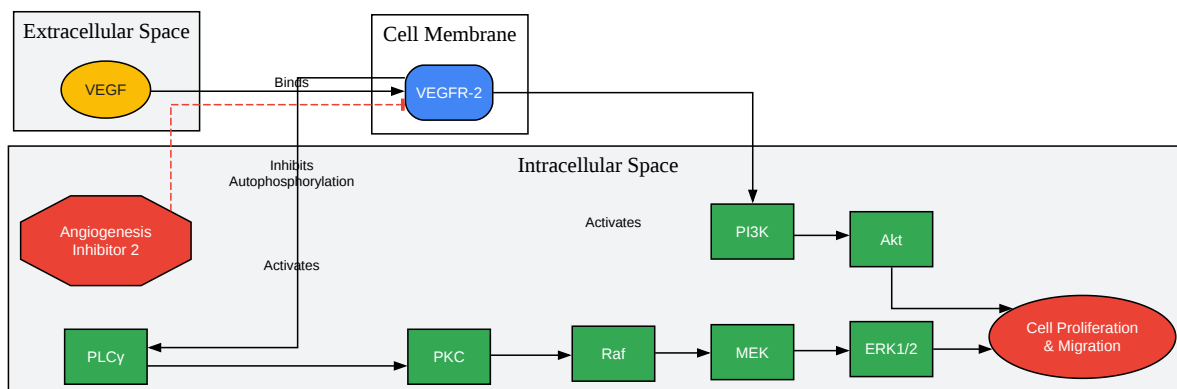 Extracellular Space
Cell Membrane
VEGF
Binds
VEGFR-2
Inhibits
Autophosphorylation
Intracellular Space
Angiogenesis
Inhibitor 2
Activates
PI3K
Akt
Activates
PLCγ
PKC
Raf
MEK
ERK1/2
Cell Proliferation
& Migration